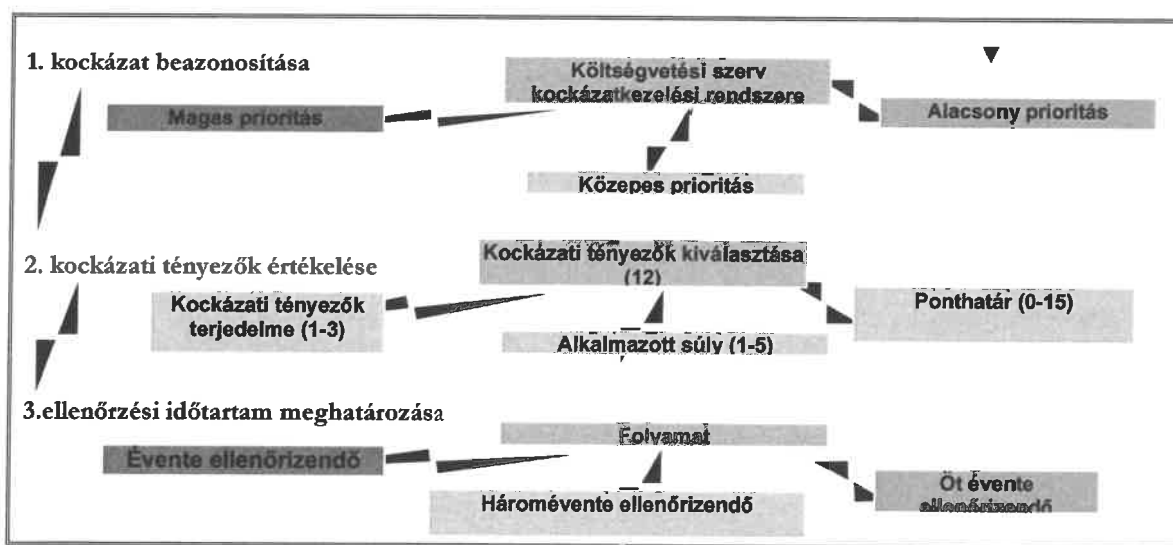 1. kockázat beazonosítása
Költségvetési szerv
kockázatkezelési rendszere
Magas prioritás
Alacsony prioritás
Közepes prioritás
2. kockázati tényezők értékelése
Kockázati tényezők kiválasztása
(12)
Kockázati tényezők
terjedelme (1-3)
Ponthatár (0-15)
Alkalmazott súly (1-5)
3.ellenőrzési időtartam meghatározása
Folyamat
Évente ellenőrizendő
Háromévente ellenőrizendő
Öt évente
ellenőrizendő